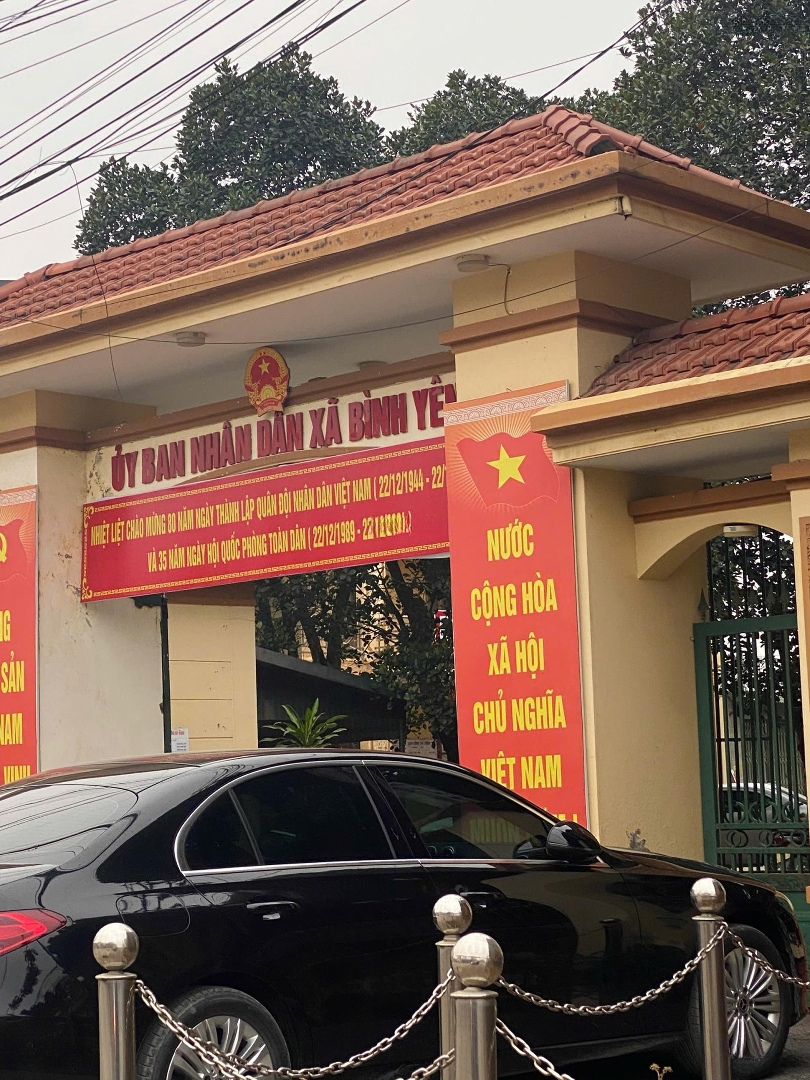 ỦY BAN NHÂN DÂN XÃ BÌNH YÊN
NHIỆT LIỆT CHÀO MỪNG 80 NĂM NGÀY THÀNH LẬP QUÂN ĐỘI NHÂN DÂN VIỆT NAM ( 22/12/1944 - 22/
VÀ 35 NĂM NGÀY HỘI QUỐC PHÒNG TOÀN DÂN ( 22/12/1989 -
SẢN
NAM
NƯỚC
CỘNG HÒA
XÃ HỘI
CHỦ NGHĨA
VIỆT NAM